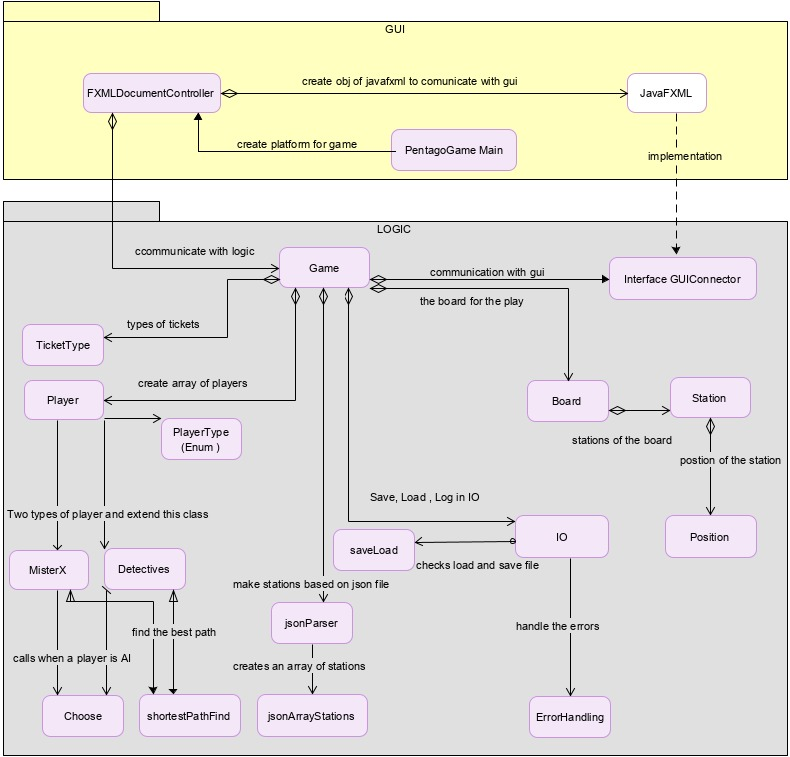 GUI
create obj of javafxml to comunicate with gui
FXMLDocumentController
JavaFXML
create platform for game
PentagoGame Main
implementation
LOGIC
ccommunicate with logic
Game
communication with gui
Interface GUIConnector
the board for the play
types of tickets
TicketType
create array of players
Player
Board
Station
PlayerType
(Enum )
stations of the board
postion of the station
Save, Load , Log in IO
Two types of player and extend this class
IO
Position
saveLoad
checks load and save file
MisterX
Detectives
make stations based on json file
jsonParser
handle the errors
find the best path
calls when a player is AI
creates an array of stations
Choose
shortestPathFind
jsonArrayStations
ErrorHandling